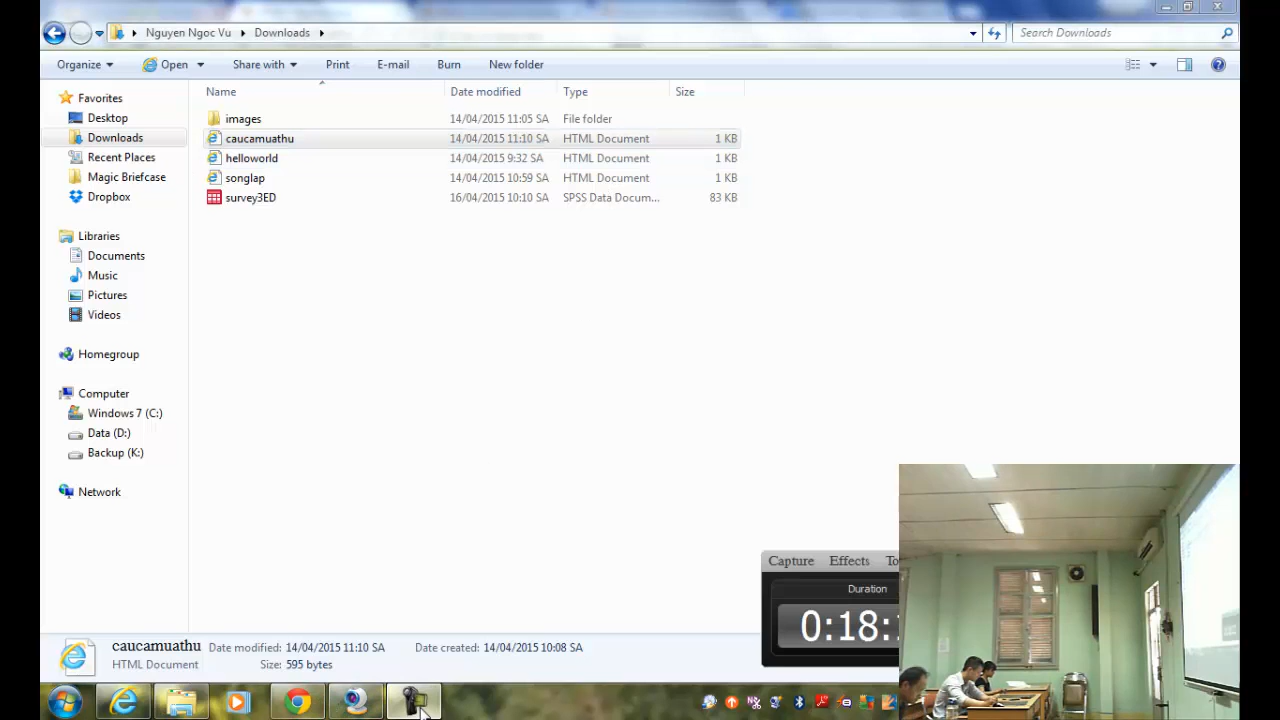 Nguyen Ngoc Vu Downloads
Search Downloads
Organize Open Share with Print E-mail Burn New folder
Name Date modified Type Size
Favorites
Desktop
Downloads
Recent Places
Magic Briefcase
Dropbox
Libraries
Documents
Music
Pictures
Videos
Homegroup
Computer
Windows 7 (C:)
Data (D:)
Backup (K:)
Network
images 14/04/2015 11:05 SA File folder
caucamuathu 14/04/2015 11:10 SA HTML Document 1 KB
helloworld 14/04/2015 9:32 SA HTML Document 1 KB
songlap 14/04/2015 10:59 SA HTML Document 1 KB
survey3ED 16/04/2015 10:10 SA SPSS Data Docum... 83 KB
Capture Effects To
Duration
0:18:
caucamuathu Date modified: 14/04/2015 11:10 SA Date created: 14/04/2015 10:08 SA
HTML Document Size: 595 bytes